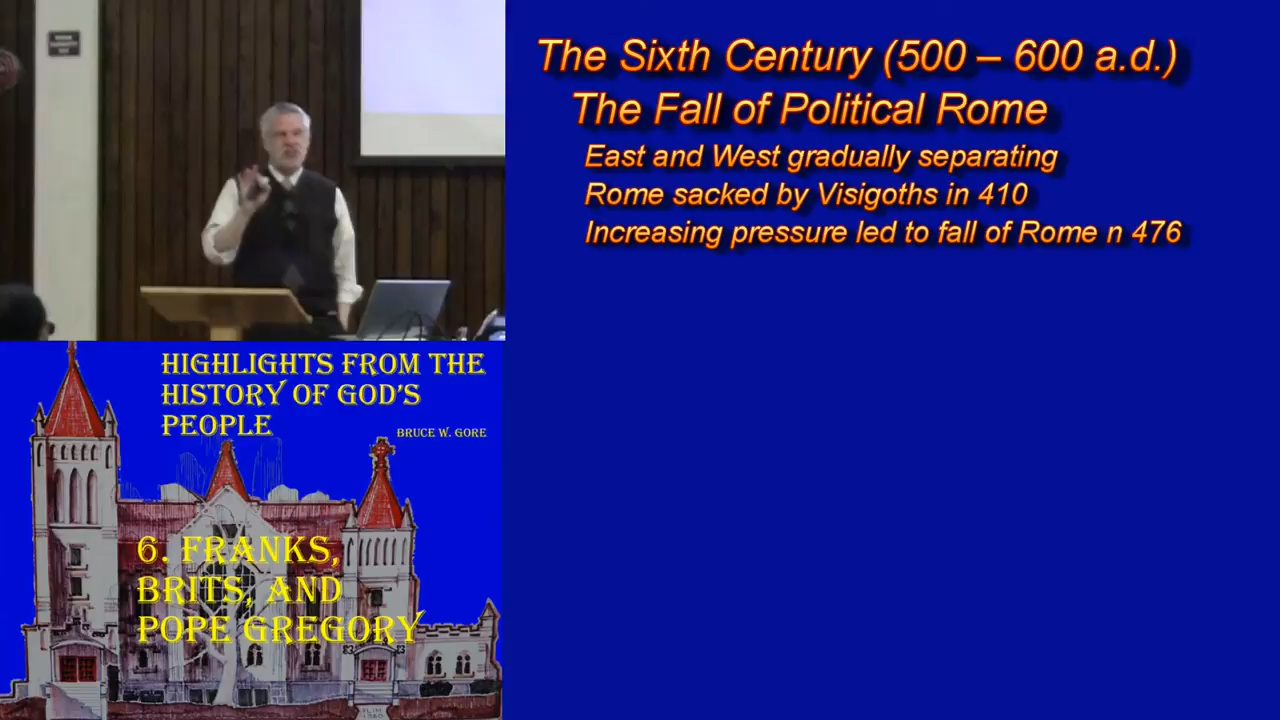 The Sixth Century (500 – 600 a.d.)
The Fall of Political Rome
East and West gradually separating
Rome sacked by Visigoths in 410
Increasing pressure led to fall of Rome n 476
HIGHLIGHTS FROM THE
HISTORY OF GOD'S
PEOPLE
BRUCE W. GORE
6. FRANKS,
BRITS, AND
POPE GREGORY